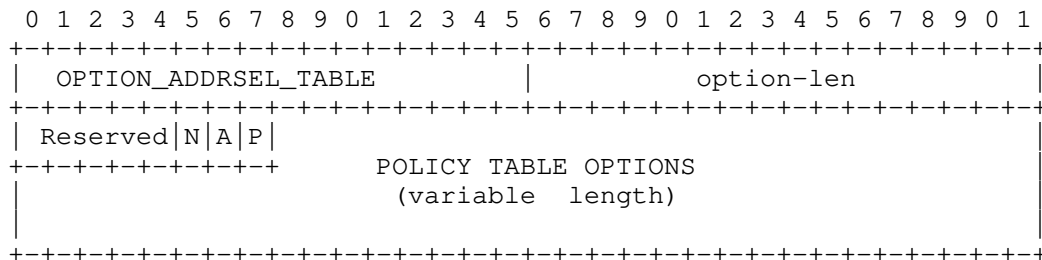 0 1 2 3 4 5 6 7 8 9 0 1 2 3 4 5 6 7 8 9 0 1 2 3 4 5 6 7 8 9 0 1
+-+-+-+-+-+-+-+-+-+-+-+-+-+-+-+-+-+-+-+-+-+-+-+-+-+-+-+-+-+-+-+-+
|   OPTION_ADDRSEL_TABLE        |         option-len            |
+-+-+-+-+-+-+-+-+-+-+-+-+-+-+-+-+-+-+-+-+-+-+-+-+-+-+-+-+-+-+-+-+
| Reserved|N|A|P|                                               |
+-+-+-+-+-+-+-+-+      POLICY TABLE OPTIONS                     |
|                       (variable  length)                      |
|                                                               |
+-+-+-+-+-+-+-+-+-+-+-+-+-+-+-+-+-+-+-+-+-+-+-+-+-+-+-+-+-+-+-+-+